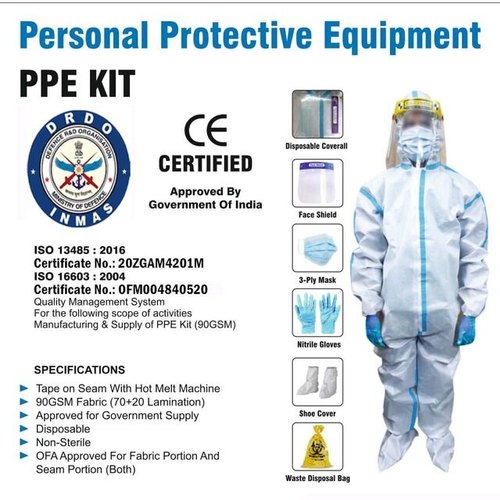 Personal Protective Equipment
PPE KIT
DRDO
DEFENCE R&D ORGANISATION
MINISTRY OF DEFENCE
INMAS
CE
CERTIFIED
Approved By
Government Of India
ISO 13485 : 2016
Certificate No.: 20ZGAM4201M
ISO 16603 : 2004
Certificate No.: OFM004840520
Quality Management System
For the following scope of activities
Manufacturing & Supply of PPE Kit (90GSM)
SPECIFICATIONS
Tape on Seam With Hot Melt Machine
90GSM Fabric (70+20 Lamination)
Approved for Government Supply
Disposable
Non-Sterile
OFA Approved For Fabric Portion And
Seam Portion (Both)
Disposable Coverall
Face Shield
3-Ply Mask
Nitrile Gloves
Shoe Cover
Waste Disposal Bag